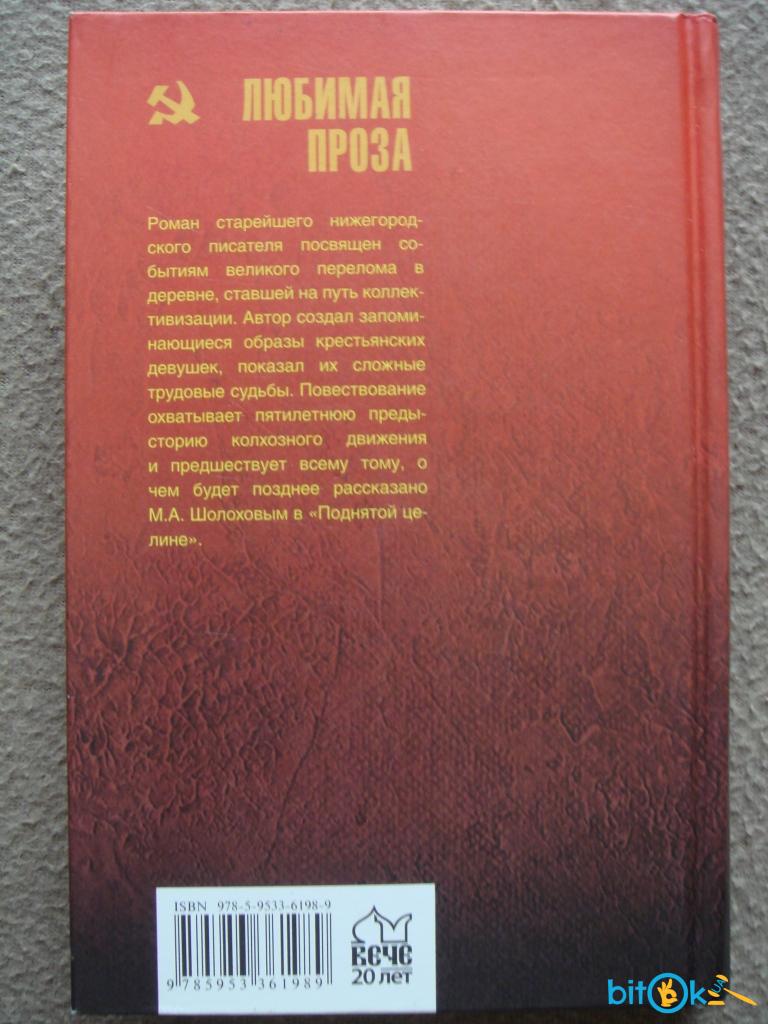 ЛЮБИМАЯ
ПРОЗА
Роман старейшего нижегород-
ского писателя посвящен со-
бытиям великого перелома в
деревне, ставшей на путь коллек-
тивизации. Автор создал запоми-
нающиеся образы крестьянских
девушек, показал их сложные
трудовые судьбы. Повествование
охватывает пятилетнюю преды-
сторию колхозного движения
и предшествует всему тому, о
чем будет позднее рассказано
М.А. Шолоховым в «Поднятой це-
лине».
ISBN 978-5-9533-6198-9
9 785953 361989
ВЕЧЕ
20 ЛЕТ
bitOk UA